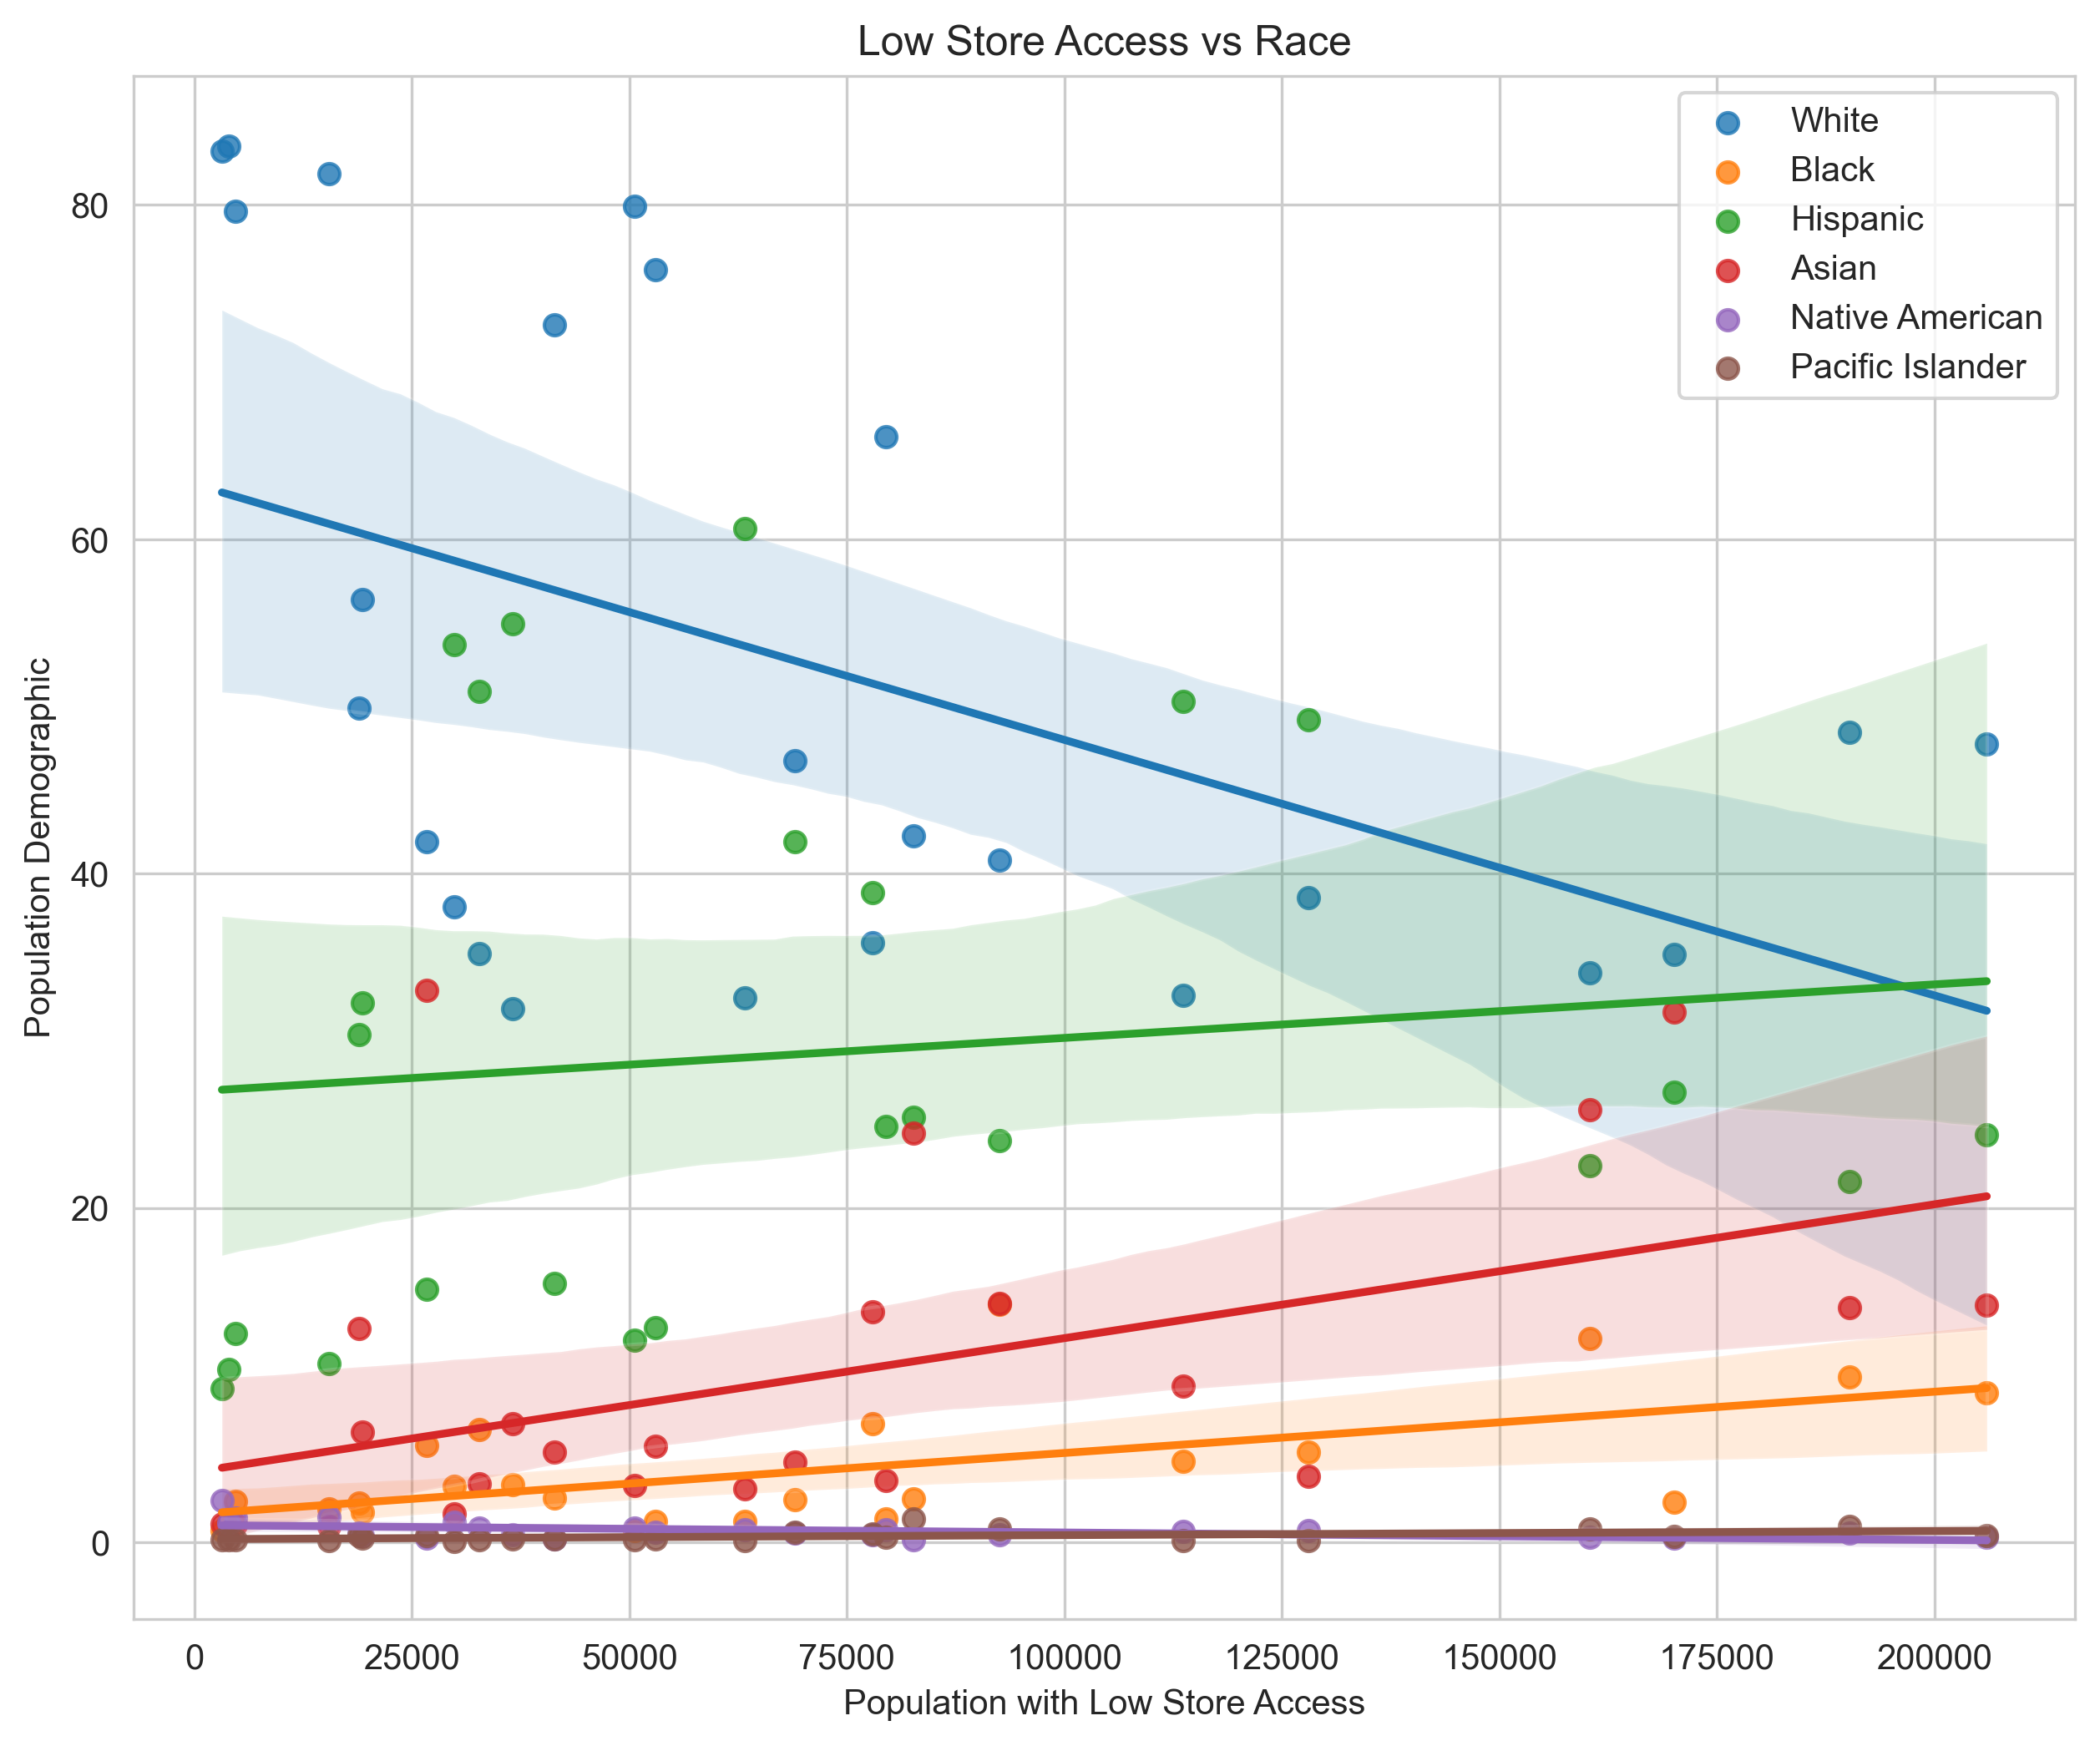 Low Store Access vs Race
White
Black
Hispanic
Asian
Native American
Pacific Islander
Population Demographic
80
60
40
20
0
0 25000 50000 75000 100000 125000 150000 175000 200000
Population with Low Store Access